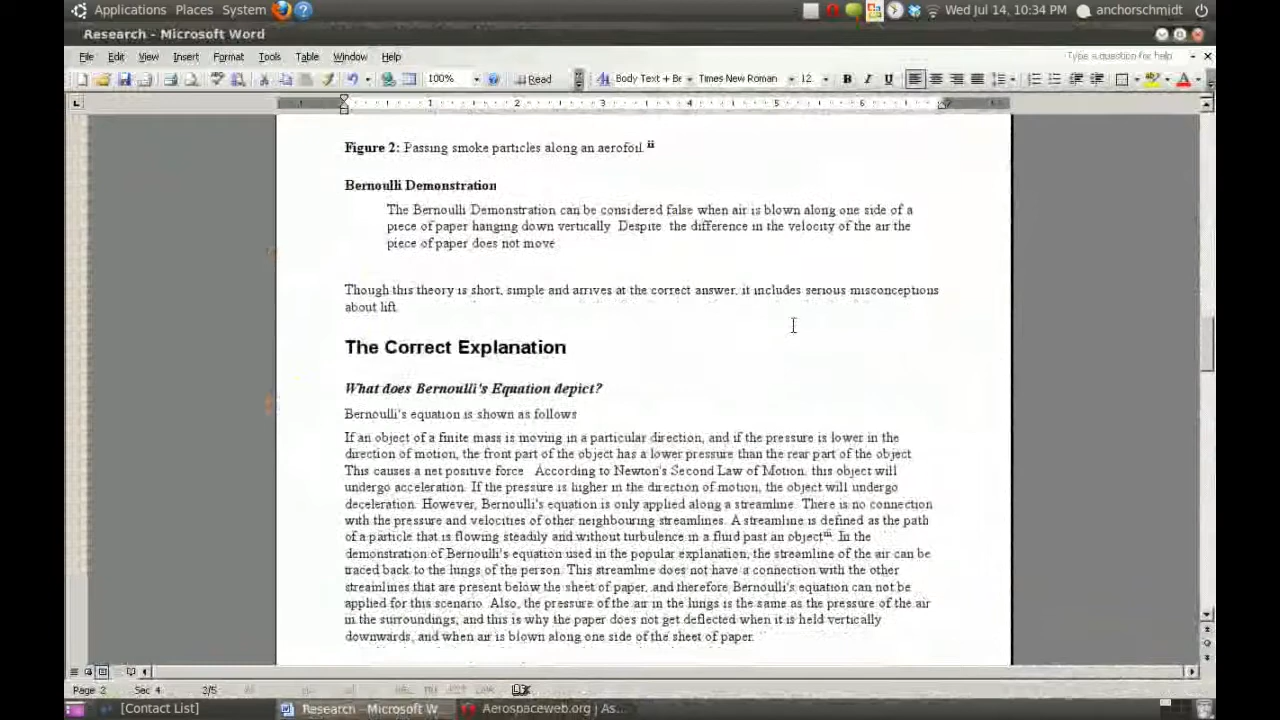 Applications Places System Wed Jul 14, 10:34 PM anchorschmidt
Research - Microsoft Word
File Edit View Insert Format Tools Table Window Help Type a question for help
100% Read Body Text + Be Times New Roman 12 B I U
1 2 3 4 5 6
Figure 2: Passing smoke particles along an aerofoil. ii
Bernoulli Demonstration
The Bernoulli Demonstration can be considered false when air is blown along one side of a
piece of paper hanging down vertically. Despite the difference in the velocity of the air the
piece of paper does not move
Though this theory is short, simple and arrives at the correct answer, it includes serious misconceptions
about lift.
The Correct Explanation
What does Bernoulli's Equation depict?
Bernoulli's equation is shown as follows
If an object of a finite mass is moving in a particular direction, and if the pressure is lower in the
direction of motion, the front part of the object has a lower pressure than the rear part of the object.
This causes a net positive force. According to Newton's Second Law of Motion, this object will
undergo acceleration. If the pressure is higher in the direction of motion, the object will undergo
deceleration. However, Bernoulli's equation is only applied along a streamline. There is no connection
with the pressure and velocities of other neighbouring streamlines. A streamline is defined as the path
of a particle that is flowing steadily and without turbulence in a fluid past an object iii. In the
demonstration of Bernoulli's equation used in the popular explanation, the streamline of the air can be
traced back to the lungs of the person. This streamline does not have a connection with the other
streamlines that are present below the sheet of paper, and therefore Bernoulli's equation can not be
applied for this scenario. Also, the pressure of the air in the lungs is the same as the pressure of the air
in the surroundings, and this is why the paper does not get deflected when it is held vertically
downwards, and when air is blown along one side of the sheet of paper.
Page 2 Sec 4 2/5
[Contact List] Research - Microsoft W... Aerospaceweb.org | As...